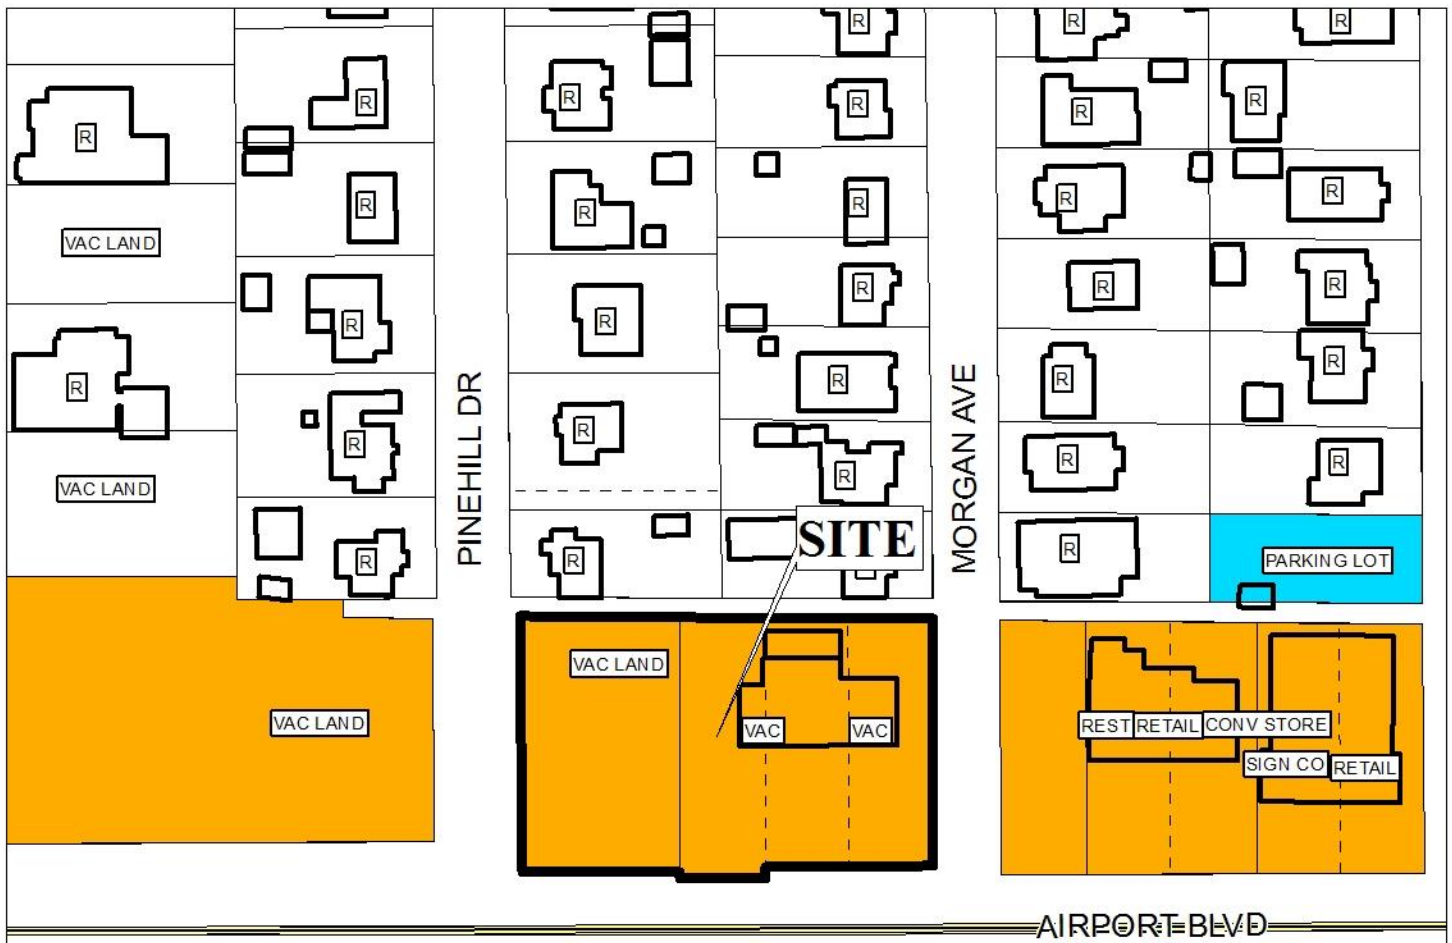 R
R
R
R
R
R
R
R
R
R
R
R
R
R
VAC LAND
R
R
R
R
R
R
R
R
R
PINEHILL DR
MORGAN AVE
R
R
R
R
R
VAC LAND
SITE
R
R
R
PARKING LOT
VAC LAND
VAC LAND
VAC
VAC
REST
RETAIL
CONV STORE
SIGN CO
RETAIL
AIRPORT BLVD